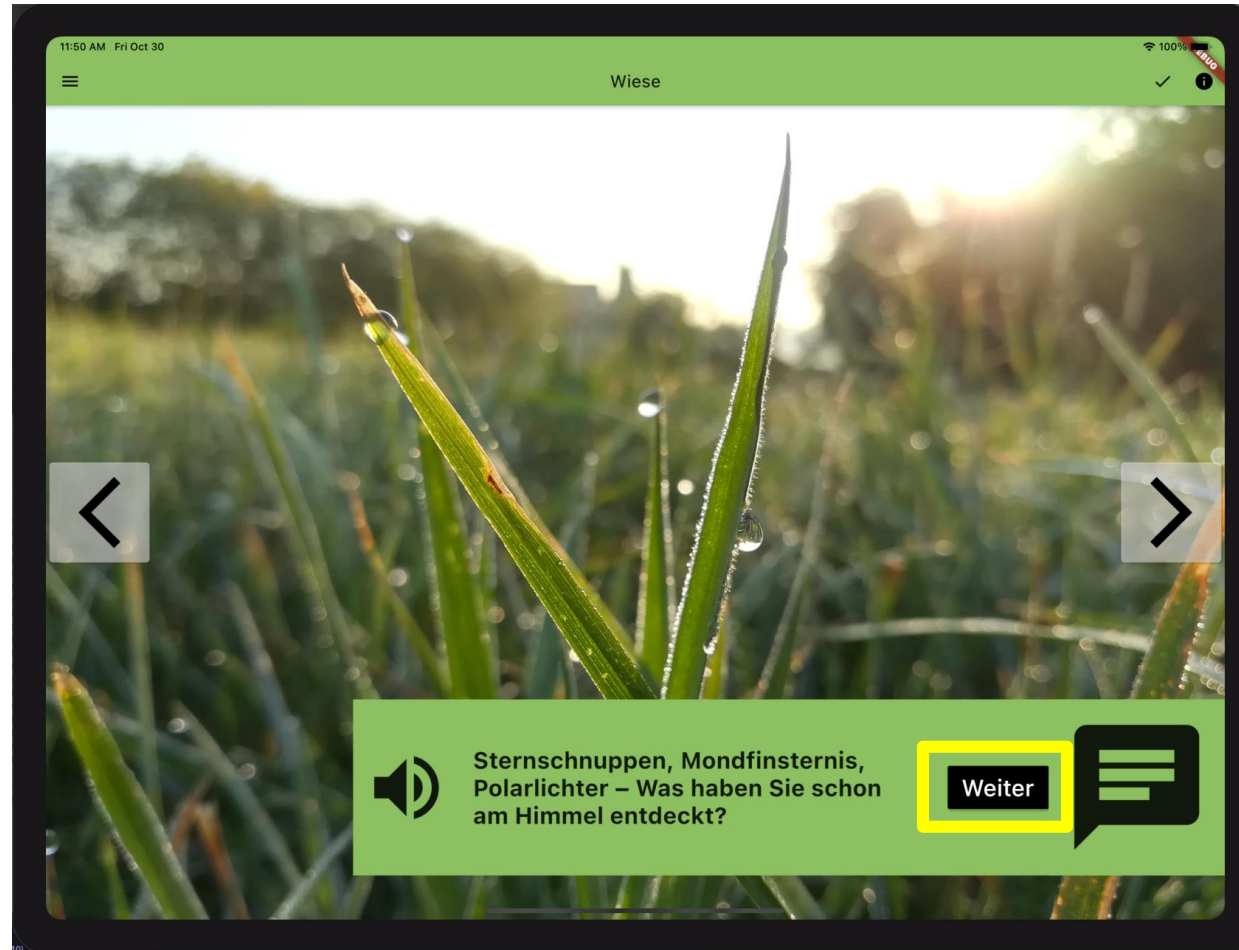 11:50 AM Fri Oct 30
100%
Wiese
Sternschnuppen, Mondfinsternis,
Polarlichter – Was haben Sie schon
am Himmel entdeckt?
Weiter